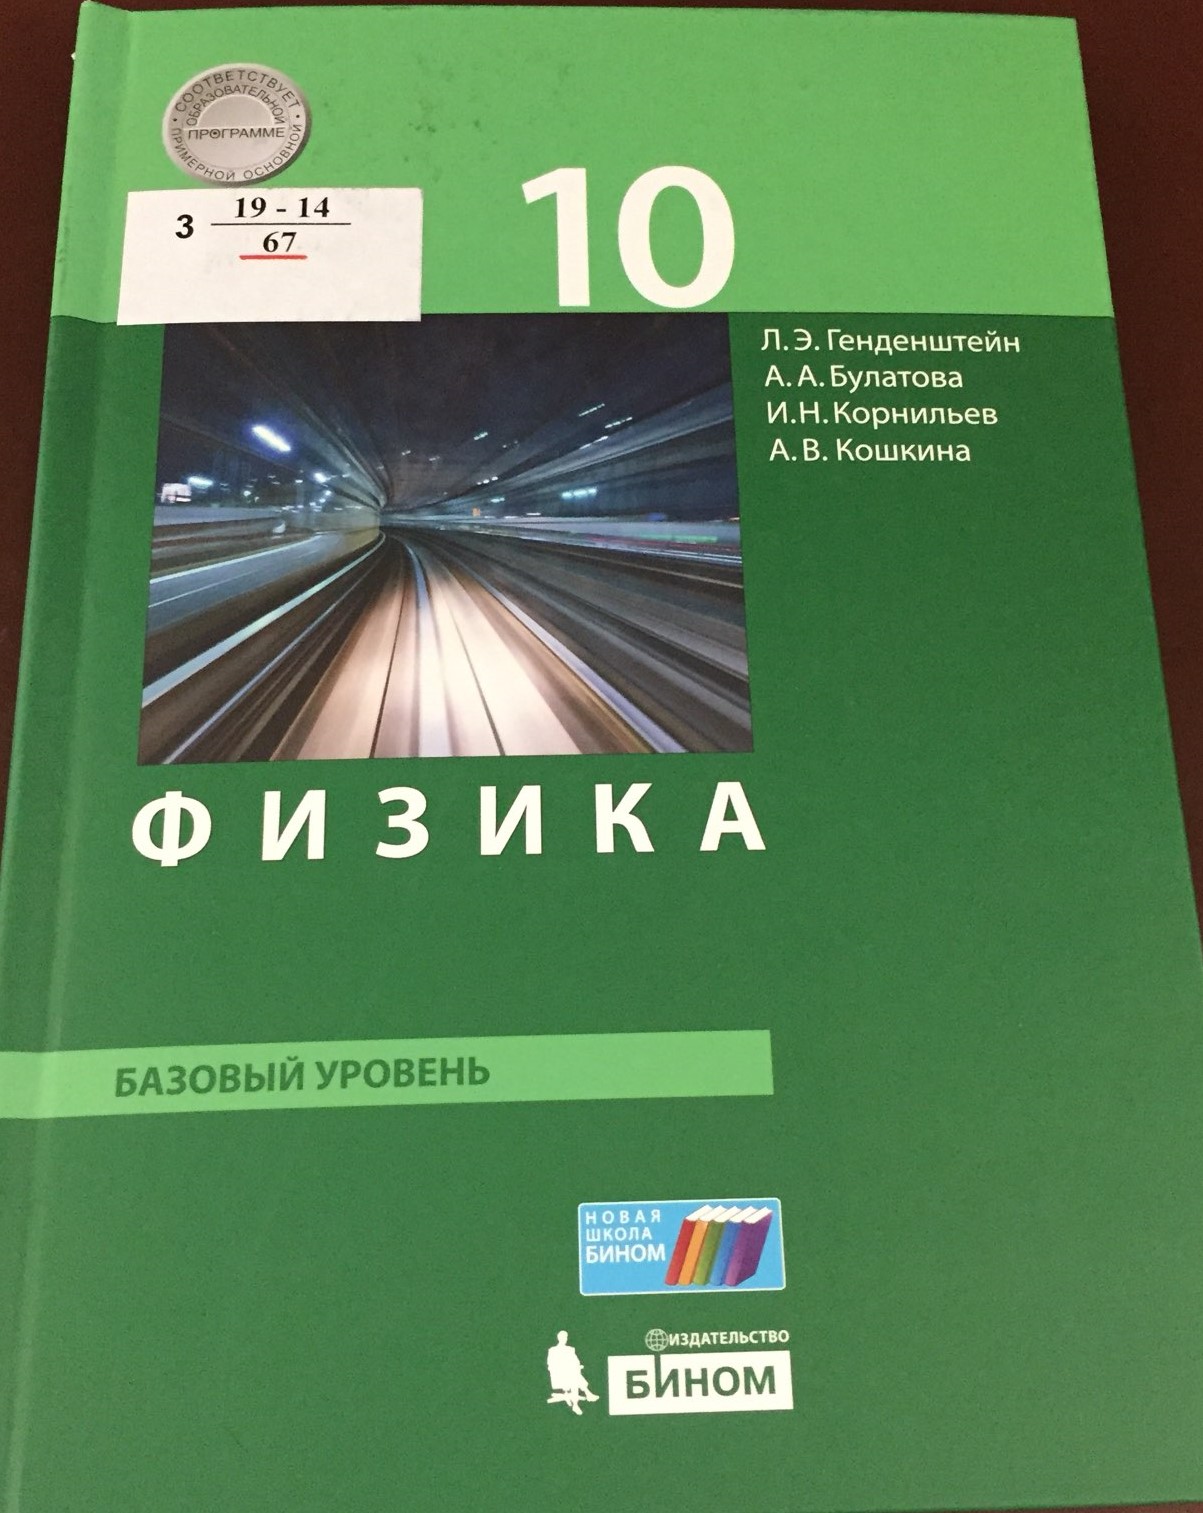 СООТВЕТСТВУЕТ
ПРИМЕРНОЙ ОСНОВНОЙ
ОБРАЗОВАТЕЛЬНОЙ
ПРОГРАММЕ
З 19 - 14
67
10
Л. Э. Генденштейн
А. А. Булатова
И. Н. Корнильев
А. В. Кошкина
ФИЗИКА
БАЗОВЫЙ УРОВЕНЬ
НОВАЯ
ШКОЛА
БИНОМ
ИЗДАТЕЛЬСТВО
БИНОМ